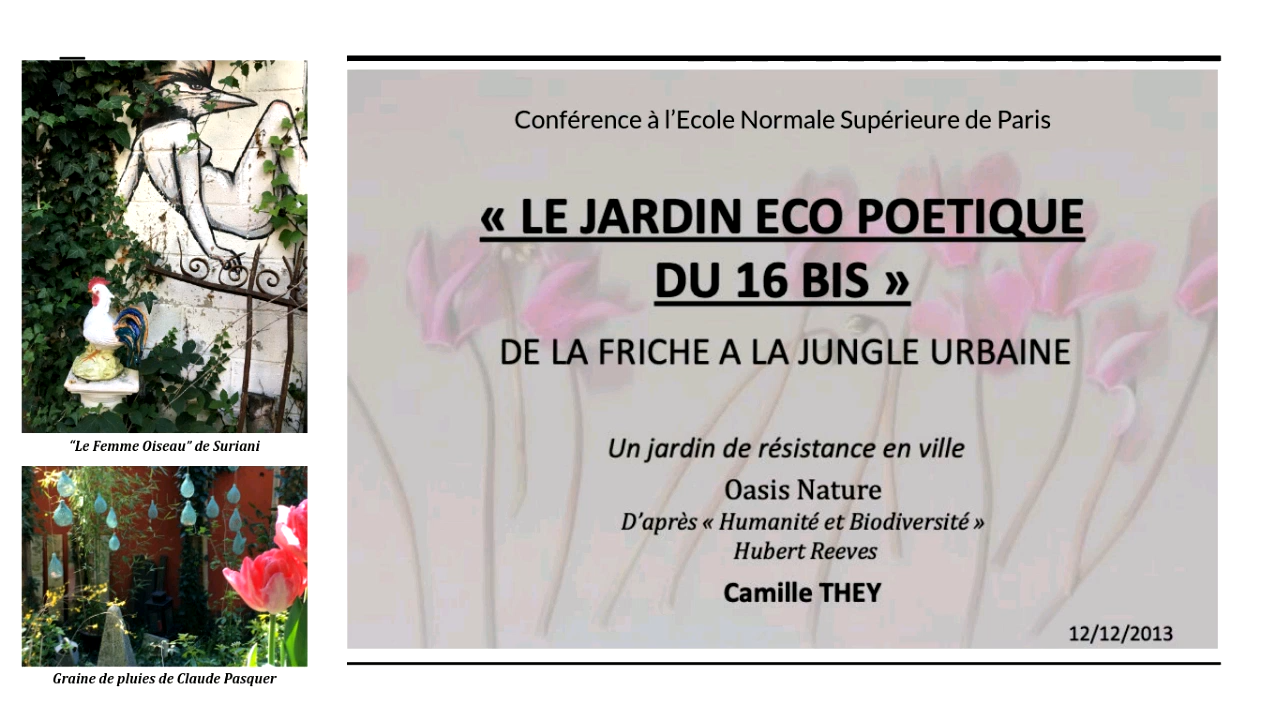 “Le Femme Oiseau” de Suriani
Graine de pluies de Claude Pasquer
Conférence à l’Ecole Normale Supérieure de Paris
« LE JARDIN ECO POETIQUE
DU 16 BIS »
DE LA FRICHE A LA JUNGLE URBAINE
Un jardin de résistance en ville
Oasis Nature
D’après « Humanité et Biodiversité »
Hubert Reeves
Camille THEY
12/12/2013